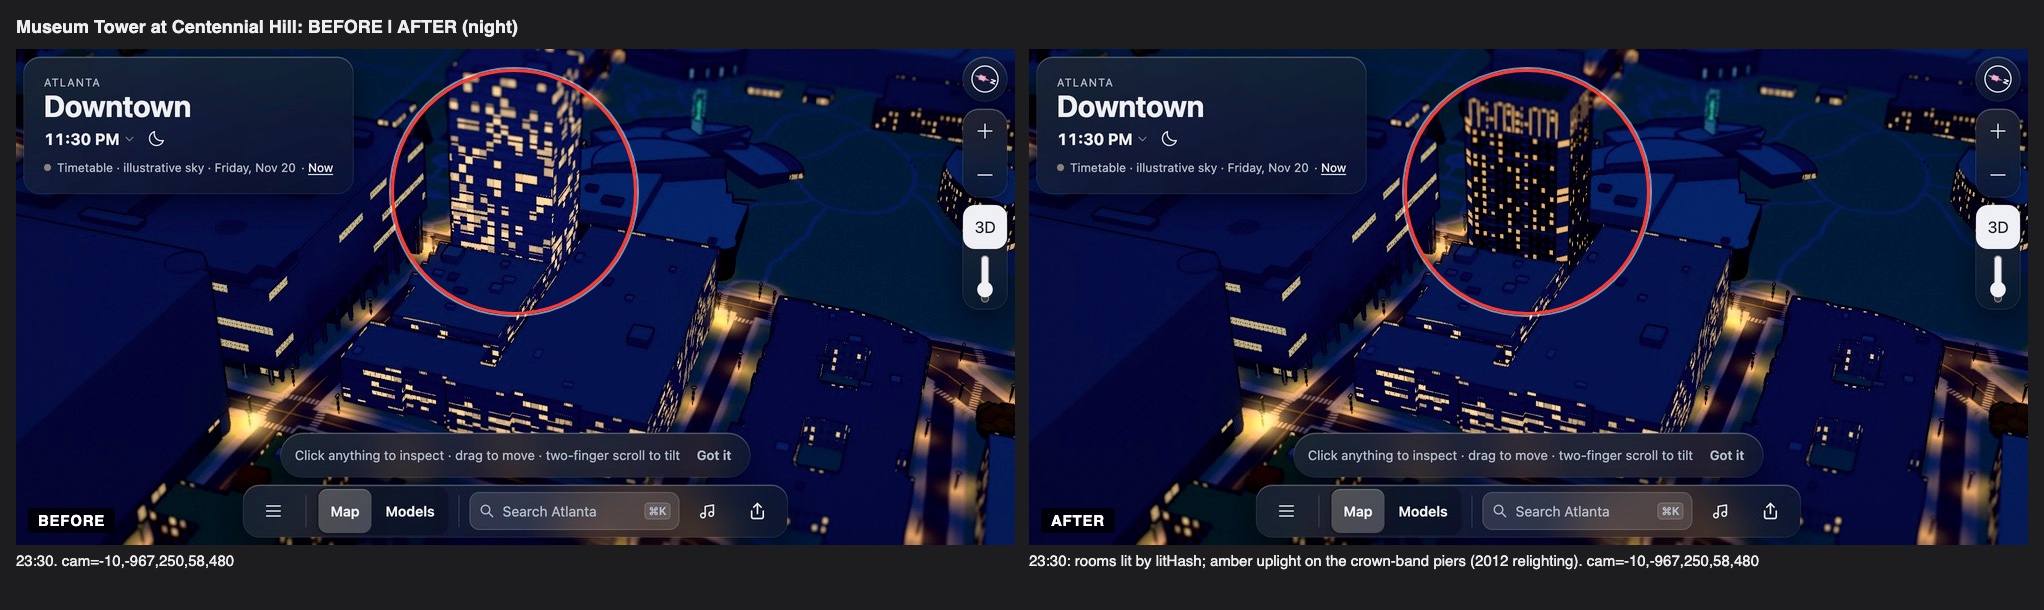 Museum Tower at Centennial Hill: BEFORE | AFTER (night)
ATLANTA
Downtown
11:30 PM
Timetable · illustrative sky · Friday, Nov 20 · Now
N
+
−
3D
Click anything to inspect · drag to move · two-finger scroll to tilt Got it
Map Models Search Atlanta ⌘K
BEFORE
23:30. cam=-10,-967,250,58,480
ATLANTA
Downtown
11:30 PM
Timetable · illustrative sky · Friday, Nov 20 · Now
N
+
−
3D
Click anything to inspect · drag to move · two-finger scroll to tilt Got it
Map Models Search Atlanta ⌘K
AFTER
23:30: rooms lit by litHash; amber uplight on the crown-band piers (2012 relighting). cam=-10,-967,250,58,480